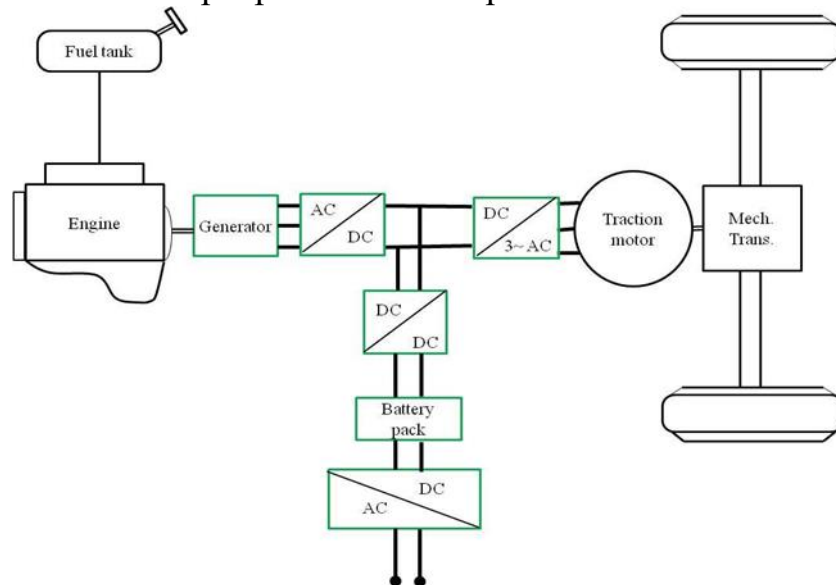 Fuel tank
Engine
Generator
AC
DC
DC
3~ AC
Traction
motor
Mech.
Trans.
DC
DC
Battery
pack
DC
AC